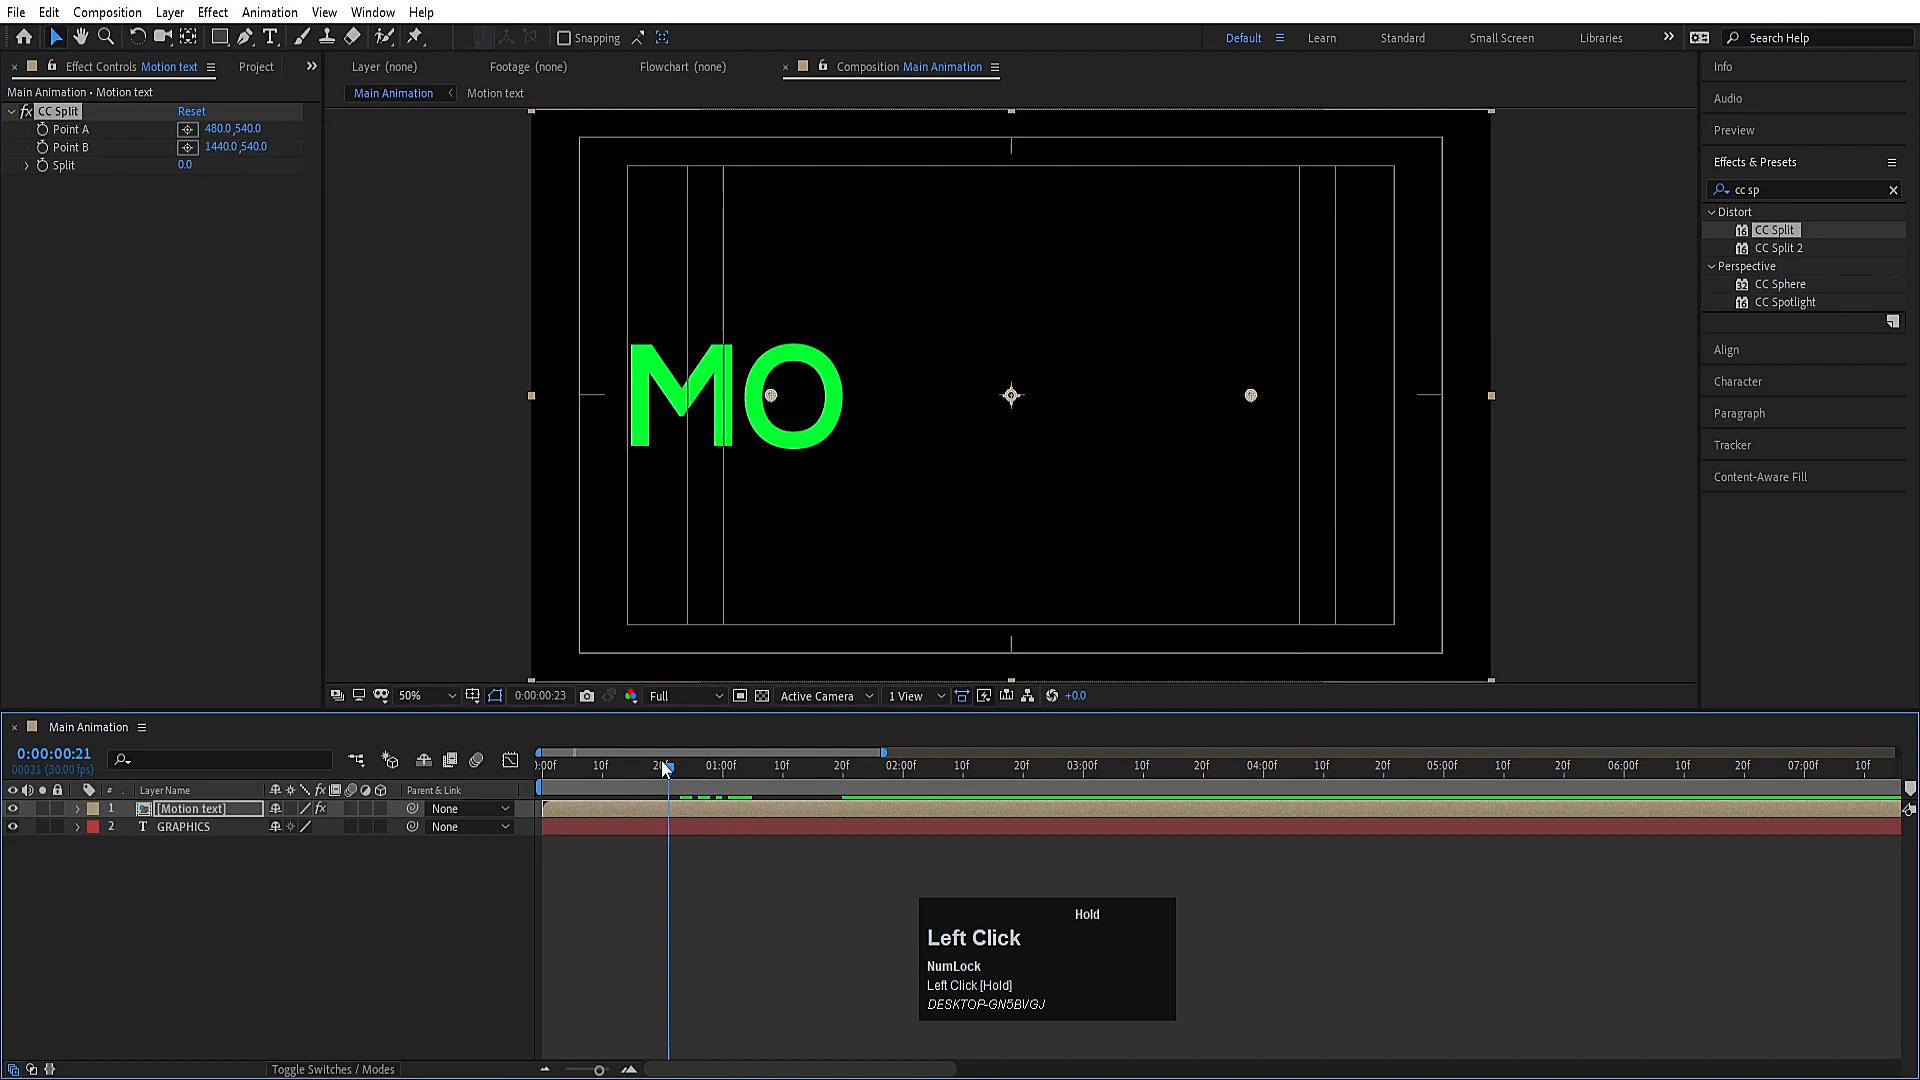 File Edit Composition Layer Effect Animation View Window Help
Snapping
Default Learn Standard Small Screen Libraries Search Help
Effect Controls Motion text Project
Layer (none) Footage (none) Flowchart (none) Composition Main Animation
Main Animation • Motion text
Main Animation Motion text
fx CC Split Reset
Point A 480.0,540.0
Point B 1440.0,540.0
Split 0.0
Info
Audio
Preview
Effects & Presets
cc sp
Distort
CC Split
CC Split 2
Perspective
CC Sphere
CC Spotlight
Align
Character
Paragraph
Tracker
Content-Aware Fill
MO
50% 0:00:00:23 Full Active Camera 1 View +0.0
Main Animation
0:00:00:21
00021 (30.00 fps)
):00f 10f 20f 01:00f 10f 20f 02:00f 10f 20f 03:00f 10f 20f 04:00f 10f 20f 05:00f 10f 20f 06:00f 10f 20f 07:00f 10f
# Layer Name fx Parent & Link
1 [Motion text] fx None
2 T GRAPHICS None
Hold
Left Click
NumLock
Left Click [Hold]
DESKTOP-GN5BVGJ
Toggle Switches / Modes